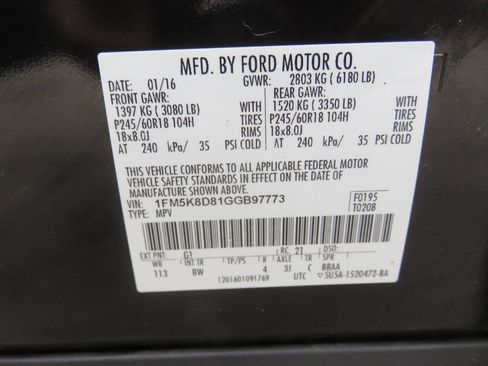 MFD. BY FORD MOTOR CO.
DATE: 01/16 GVWR: 2803 KG ( 6180 LB)
FRONT GAWR: REAR GAWR:
1397 KG ( 3080 LB) WITH 1520 KG ( 3350 LB)
P245/60R18 104H TIRES P245/60R18 104H
18x8.0J RIMS 18x8.0J
AT 240 kPa/ 35 PSI COLD AT 240 kPa/ 35 PSI COLD
THIS VEHICLE CONFORMS TO ALL APPLICABLE FEDERAL MOTOR
VEHICLE SAFETY STANDARDS IN EFFECT ON THE DATE OF
MANUFACTURE SHOWN ABOVE.
VIN: 1FM5K8D81GGB97773 F0195
TYPE: MPV T0208
EXT PNT: G1 RC: 21 DSO:
WB INT TR TP/PS R AXLE TR SPR
113 BW 4 C BBAA
1201601091769 UTC 5U5A-1520472-BA